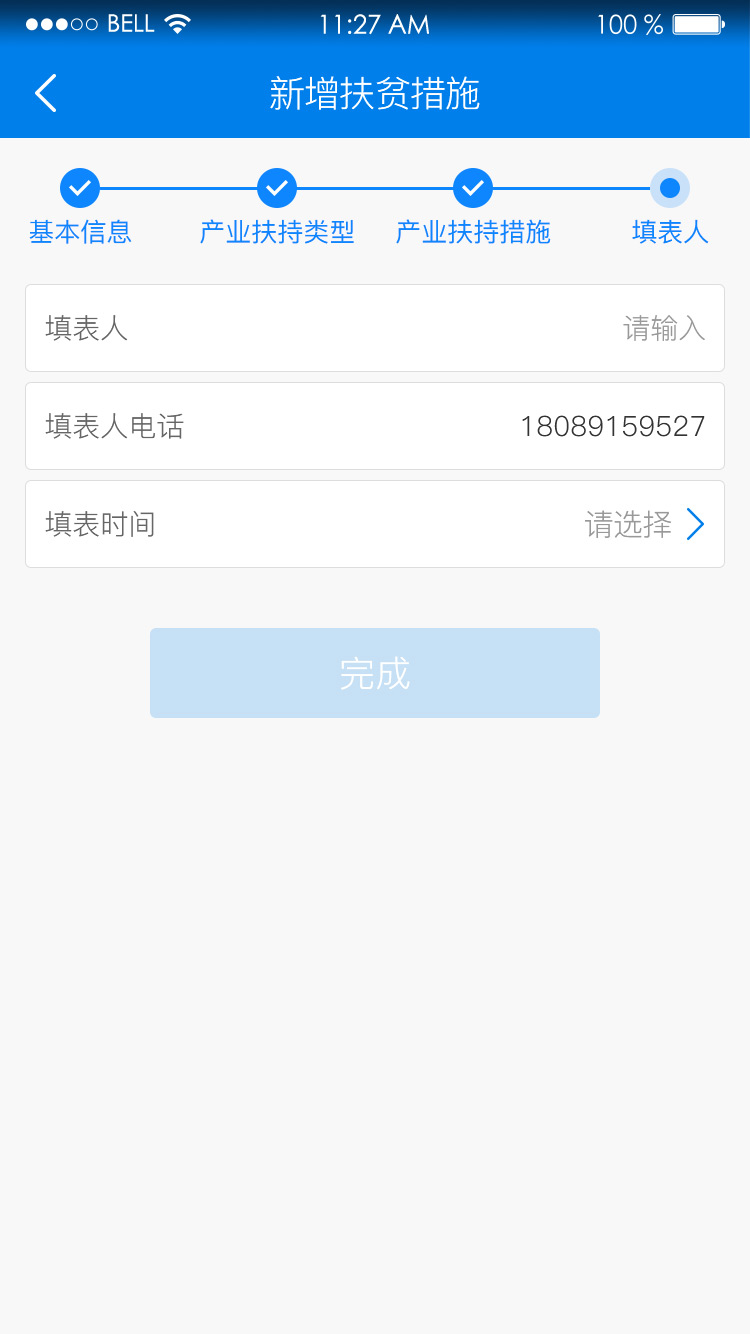 BELL 11:27 AM 100 %
新增扶贫措施
基本信息 产业扶持类型 产业扶持措施 填表人
填表人 请输入
填表人电话 18089159527
填表时间 请选择
完成